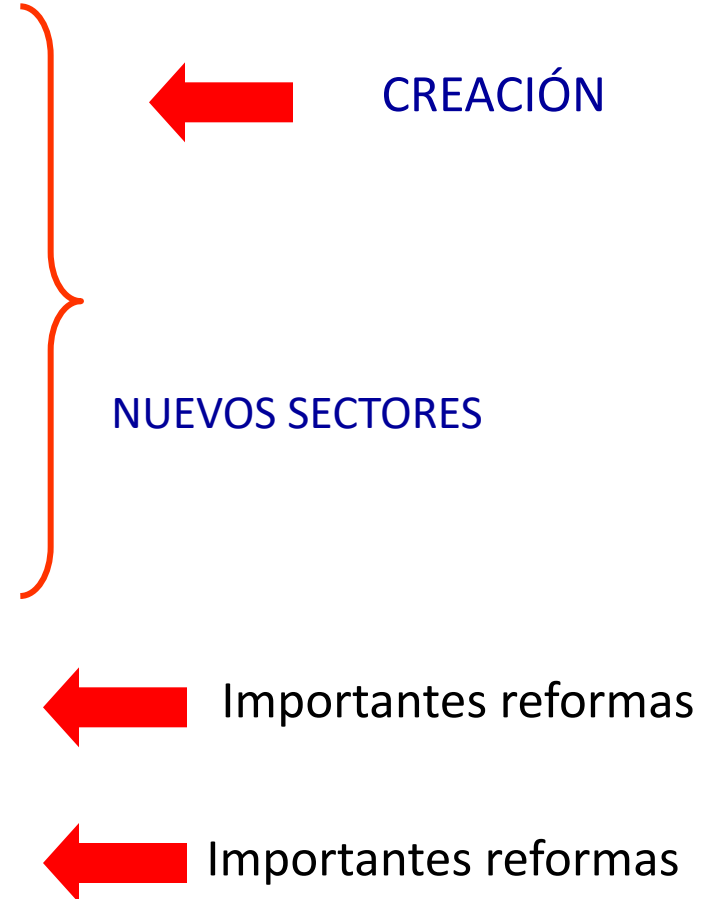 CREACIÓN
NUEVOS SECTORES
Importantes reformas
Importantes reformas